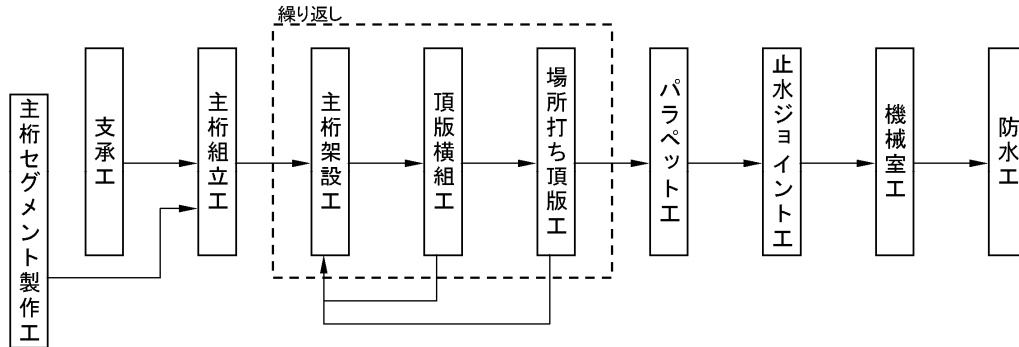 繰り返し
主桁セグメント製作工
支承工
主桁組立工
主桁架設工
頂版横組工
場所打ち頂版工
パラペット工
止水ジョイント工
機械室工
防水工